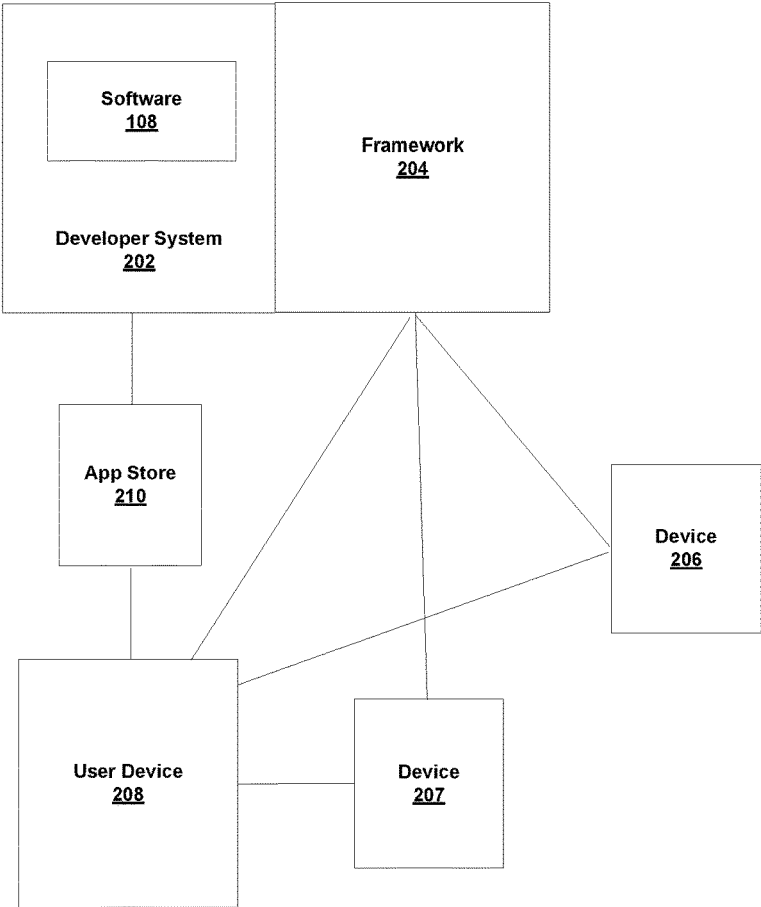 Software
108
Framework
204
Developer System
202
App Store
210
Device
206
User Device
208
Device
207